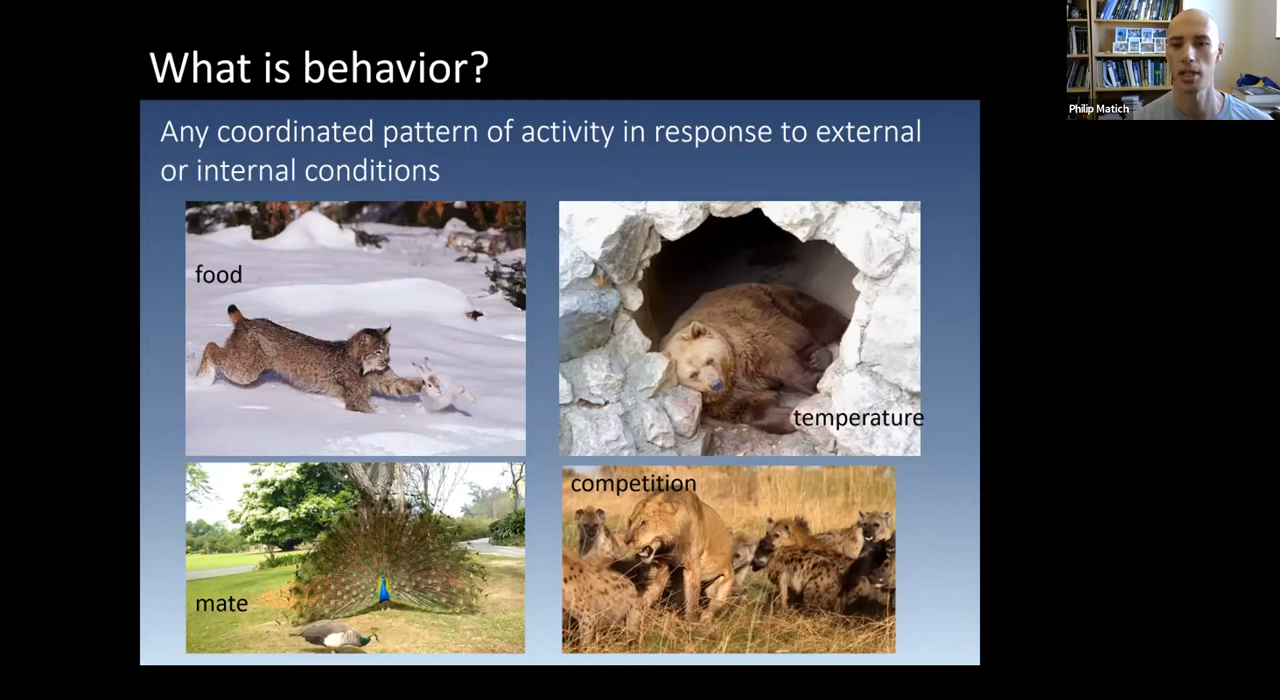 What is behavior?
Philip Matich
Any coordinated pattern of activity in response to external
or internal conditions
food
temperature
competition
mate